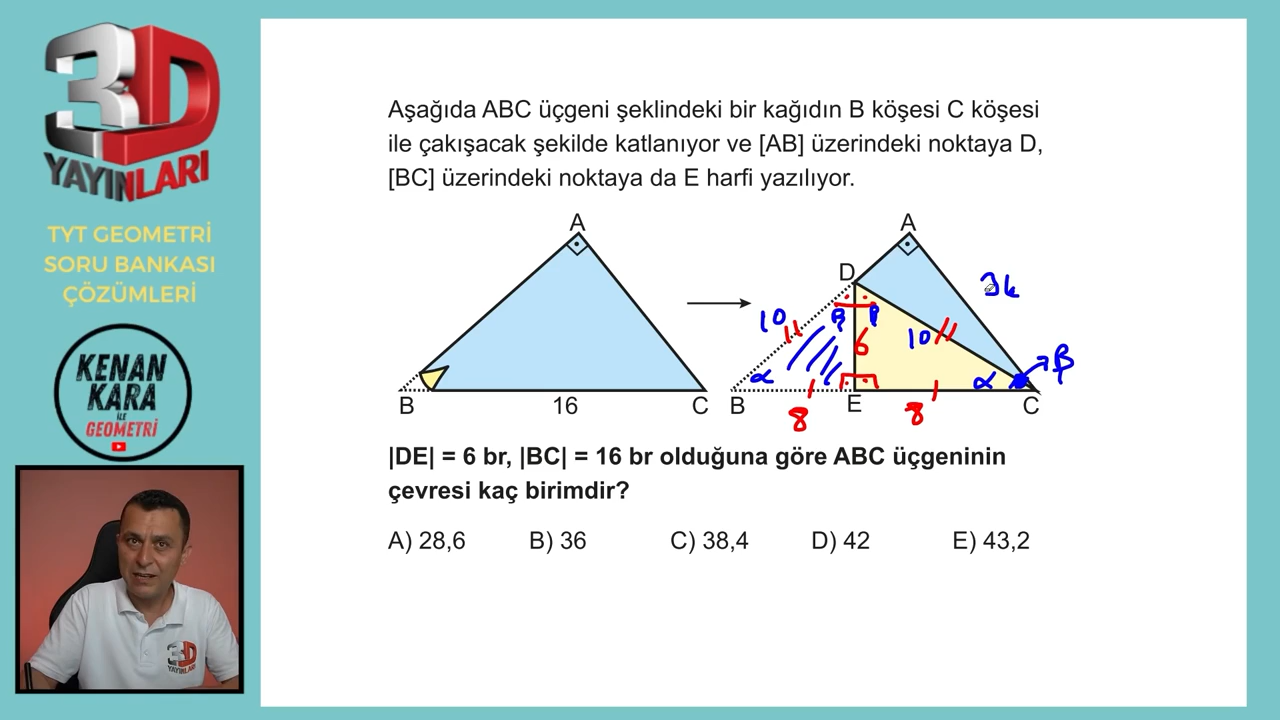 3D
YAYINLARI
TYT GEOMETRİ
SORU BANKASI
ÇÖZÜMLERİ
KENAN
KARA
İLE
GEOMETRİ
3D
YAYINLARI
Aşağıda ABC üçgeni şeklindeki bir kağıdın B köşesi C köşesi
ile çakışacak şekilde katlanıyor ve [AB] üzerindeki noktaya D,
[BC] üzerindeki noktaya da E harfi yazılıyor.
A
B
16
C
A
D
3k
10
β
β
6
10
α
α
β
B
E
C
8
8
|DE| = 6 br, |BC| = 16 br olduğuna göre ABC üçgeninin
çevresi kaç birimdir?
A) 28,6 B) 36 C) 38,4 D) 42 E) 43,2